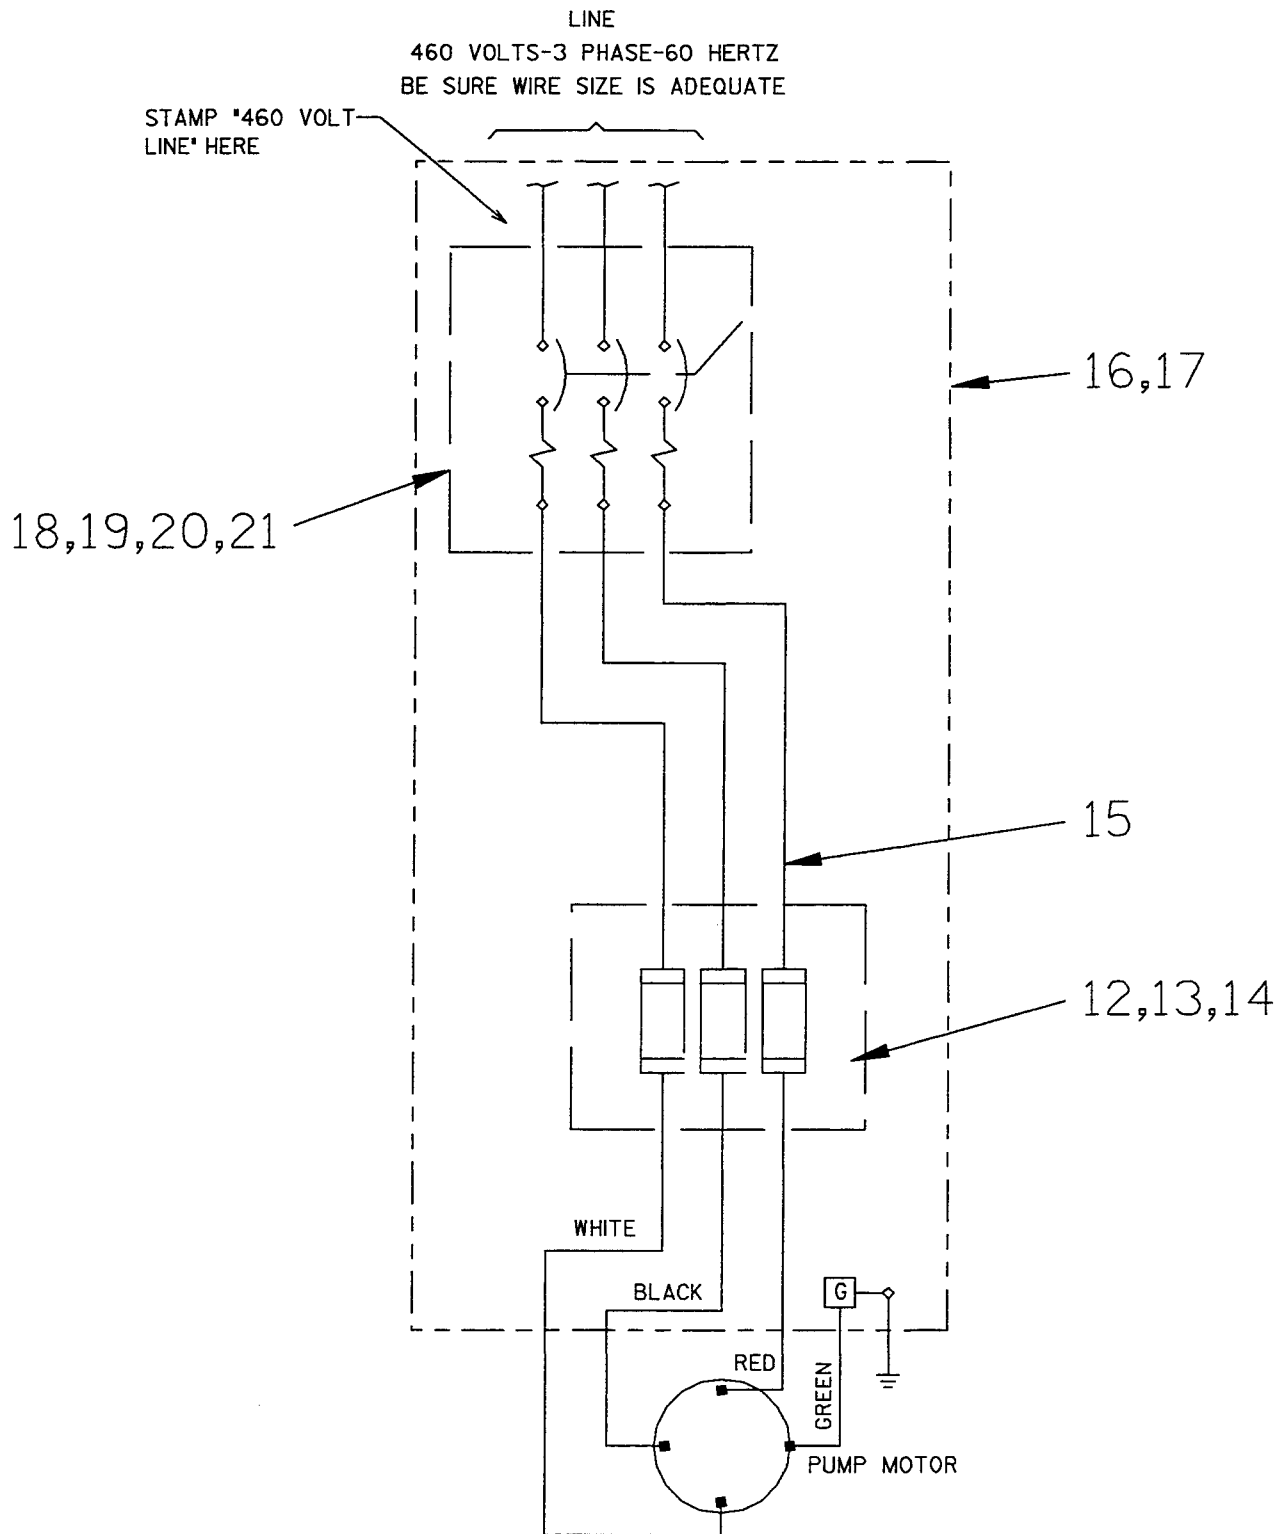 LINE
460 VOLTS-3 PHASE-60 HERTZ
BE SURE WIRE SIZE IS ADEQUATE
STAMP "460 VOLT
LINE" HERE
16,17
18,19,20,21
15
12,13,14
WHITE
BLACK
G
RED
GREEN
PUMP MOTOR